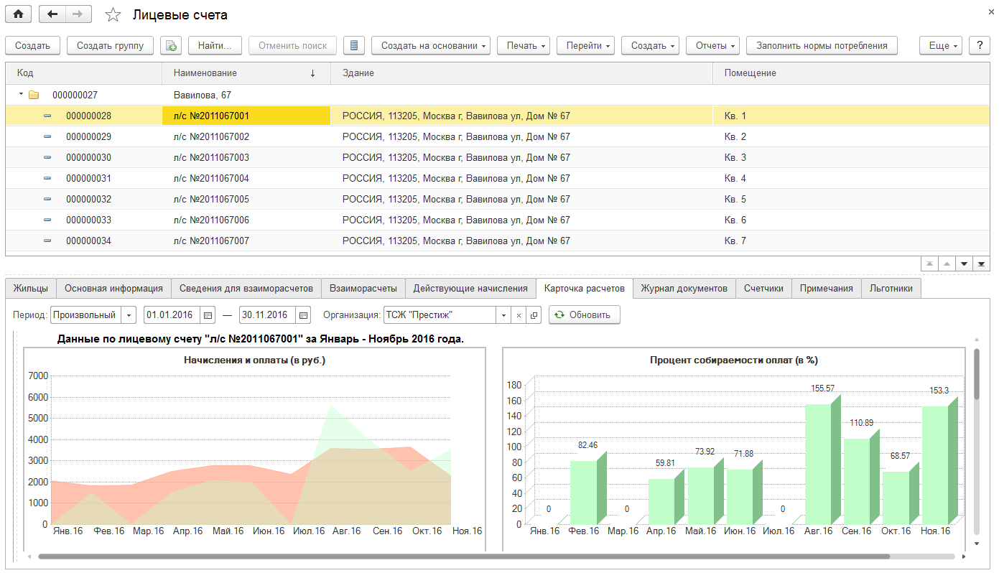 Лицевые счета
×
Создать Создать группу Найти... Отменить поиск Создать на основании Печать Перейти Создать Отчеты Заполнить нормы потребления Еще ?
Код Наименование ↓ Здание Помещение
000000027 Вавилова, 67
000000028 л/с №2011067001 РОССИЯ, 113205, Москва г, Вавилова ул, Дом № 67 Кв. 1
000000029 л/с №2011067002 РОССИЯ, 113205, Москва г, Вавилова ул, Дом № 67 Кв. 2
000000030 л/с №2011067003 РОССИЯ, 113205, Москва г, Вавилова ул, Дом № 67 Кв. 3
000000031 л/с №2011067004 РОССИЯ, 113205, Москва г, Вавилова ул, Дом № 67 Кв. 4
000000032 л/с №2011067005 РОССИЯ, 113205, Москва г, Вавилова ул, Дом № 67 Кв. 5
000000033 л/с №2011067006 РОССИЯ, 113205, Москва г, Вавилова ул, Дом № 67 Кв. 6
000000034 л/с №2011067007 РОССИЯ, 113205, Москва г, Вавилова ул, Дом № 67 Кв. 7
Жильцы Основная информация Сведения для взаиморасчетов Взаиморасчеты Действующие начисления Карточка расчетов Журнал документов Счетчики Примечания Льготники
Период: Произвольный 01.01.2016 — 30.11.2016 Организация: ТСЖ "Престиж" × Обновить
Данные по лицевому счету "л/с №2011067001" за Январь - Ноябрь 2016 года.
Начисления и оплаты (в руб.)
7000
6000
5000
4000
3000
2000
1000
0
Янв.16 Фев.16 Мар.16 Апр.16 Май.16 Июн.16 Июл.16 Авг.16 Сен.16 Окт.16 Ноя.16
Процент собираемости оплат (в %)
180
160
140
120
100
80
60
40
20
0
0 82.46 0 59.81 73.92 71.88 0 155.57 110.89 68.57 153.3
Янв.16 Фев.16 Мар.16 Апр.16 Май.16 Июн.16 Июл.16 Авг.16 Сен.16 Окт.16 Ноя.16